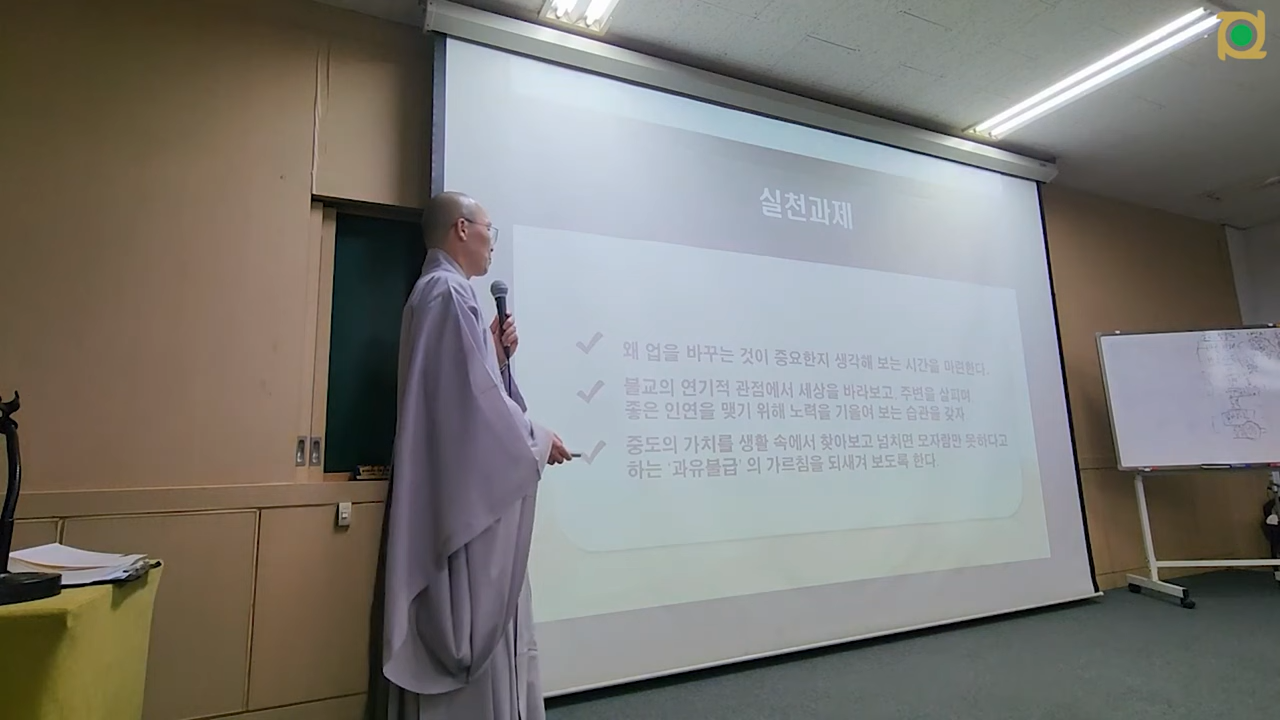 실천과제
왜 업을 바꾸는 것이 중요한지 생각해 보는 시간을 마련한다.
불교의 연기적 관점에서 세상을 바라보고, 주변을 살피며
좋은 인연을 맺기 위해 노력을 기울여 보는 습관을 갖자
중도의 가치를 생활 속에서 찾아보고 넘치면 모자람만 못하다고
하는 '과유불급' 의 가르침을 되새겨 보도록 한다.